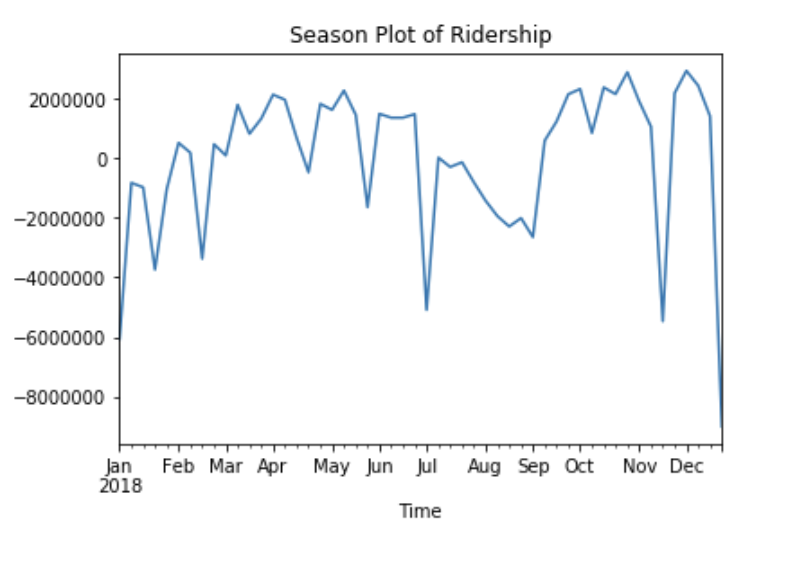 Season Plot of Ridership
2000000
0
−2000000
−4000000
−6000000
−8000000
Jan Feb Mar Apr May Jun Jul Aug Sep Oct Nov Dec
2018
Time